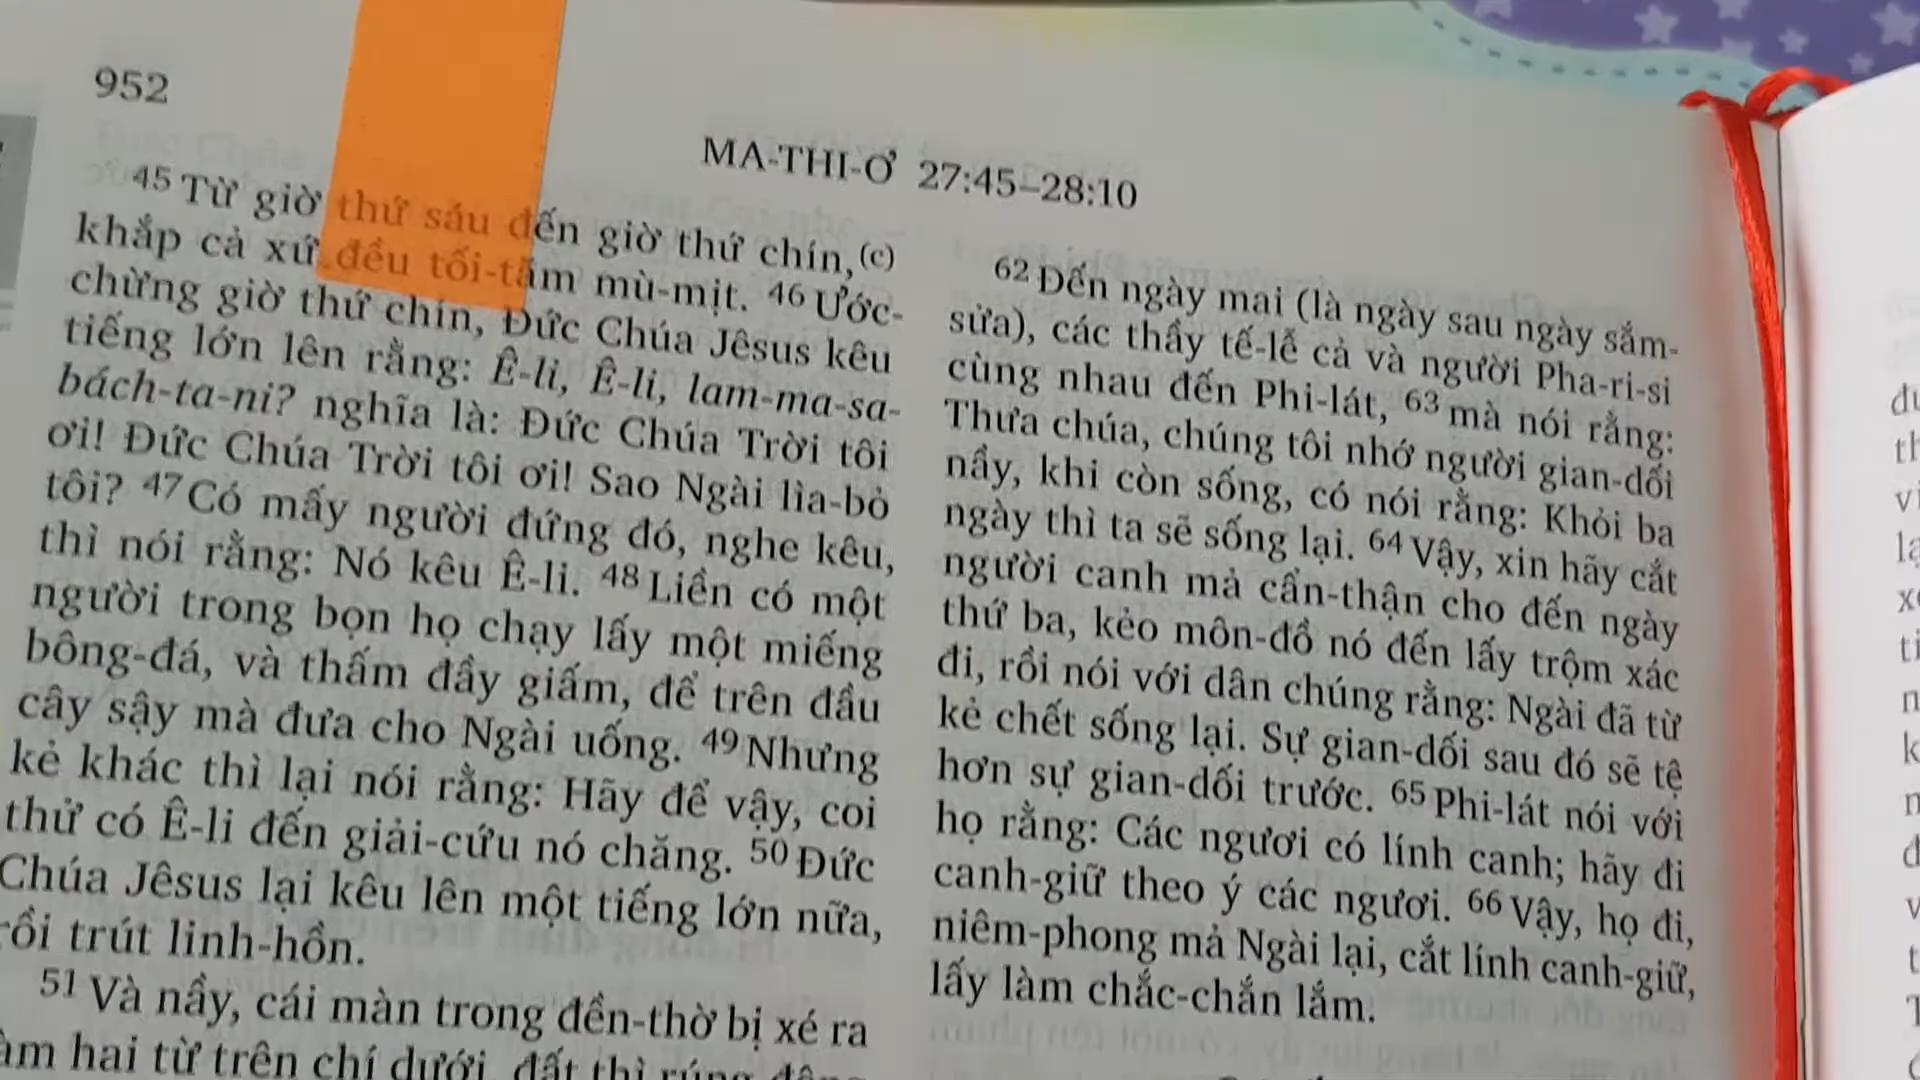 952
MA-THI-Ơ 27:45–28:10
45 Từ giờ thứ sáu đến giờ thứ chín,(c)
khắp cả xứ đều tối-tăm mù-mịt. 46 Ước-
chừng giờ thứ chín, Đức Chúa Jêsus kêu
tiếng lớn lên rằng: Ê-li, Ê-li, lam-ma-sa-
bách-ta-ni? nghĩa là: Đức Chúa Trời tôi
ơi! Đức Chúa Trời tôi ơi! Sao Ngài lìa-bỏ
tôi? 47 Có mấy người đứng đó, nghe kêu,
thì nói rằng: Nó kêu Ê-li. 48 Liền có một
người trong bọn họ chạy lấy một miếng
bông-đá, và thấm đầy giấm, để trên đầu
cây sậy mà đưa cho Ngài uống. 49 Nhưng
kẻ khác thì lại nói rằng: Hãy để vậy, coi
thử có Ê-li đến giải-cứu nó chăng. 50 Đức
Chúa Jêsus lại kêu lên một tiếng lớn nữa,
rồi trút linh-hồn.
51 Và nầy, cái màn trong đền-thờ bị xé ra
làm hai từ trên chí dưới, đất thì rúng động
62 Đến ngày mai (là ngày sau ngày sắm-
sửa), các thầy tế-lễ cả và người Pha-ri-si
cùng nhau đến Phi-lát, 63 mà nói rằng:
Thưa chúa, chúng tôi nhớ người gian-dối
nầy, khi còn sống, có nói rằng: Khỏi ba
ngày thì ta sẽ sống lại. 64 Vậy, xin hãy cắt
người canh mả cẩn-thận cho đến ngày
thứ ba, kẻo môn-đồ nó đến lấy trộm xác
đi, rồi nói với dân chúng rằng: Ngài đã từ
kẻ chết sống lại. Sự gian-dối sau đó sẽ tệ
hơn sự gian-dối trước. 65 Phi-lát nói với
họ rằng: Các ngươi có lính canh; hãy đi
canh-giữ theo ý các ngươi. 66 Vậy, họ đi,
niêm-phong mả Ngài lại, cắt lính canh-giữ,
lấy làm chắc-chắn lắm.